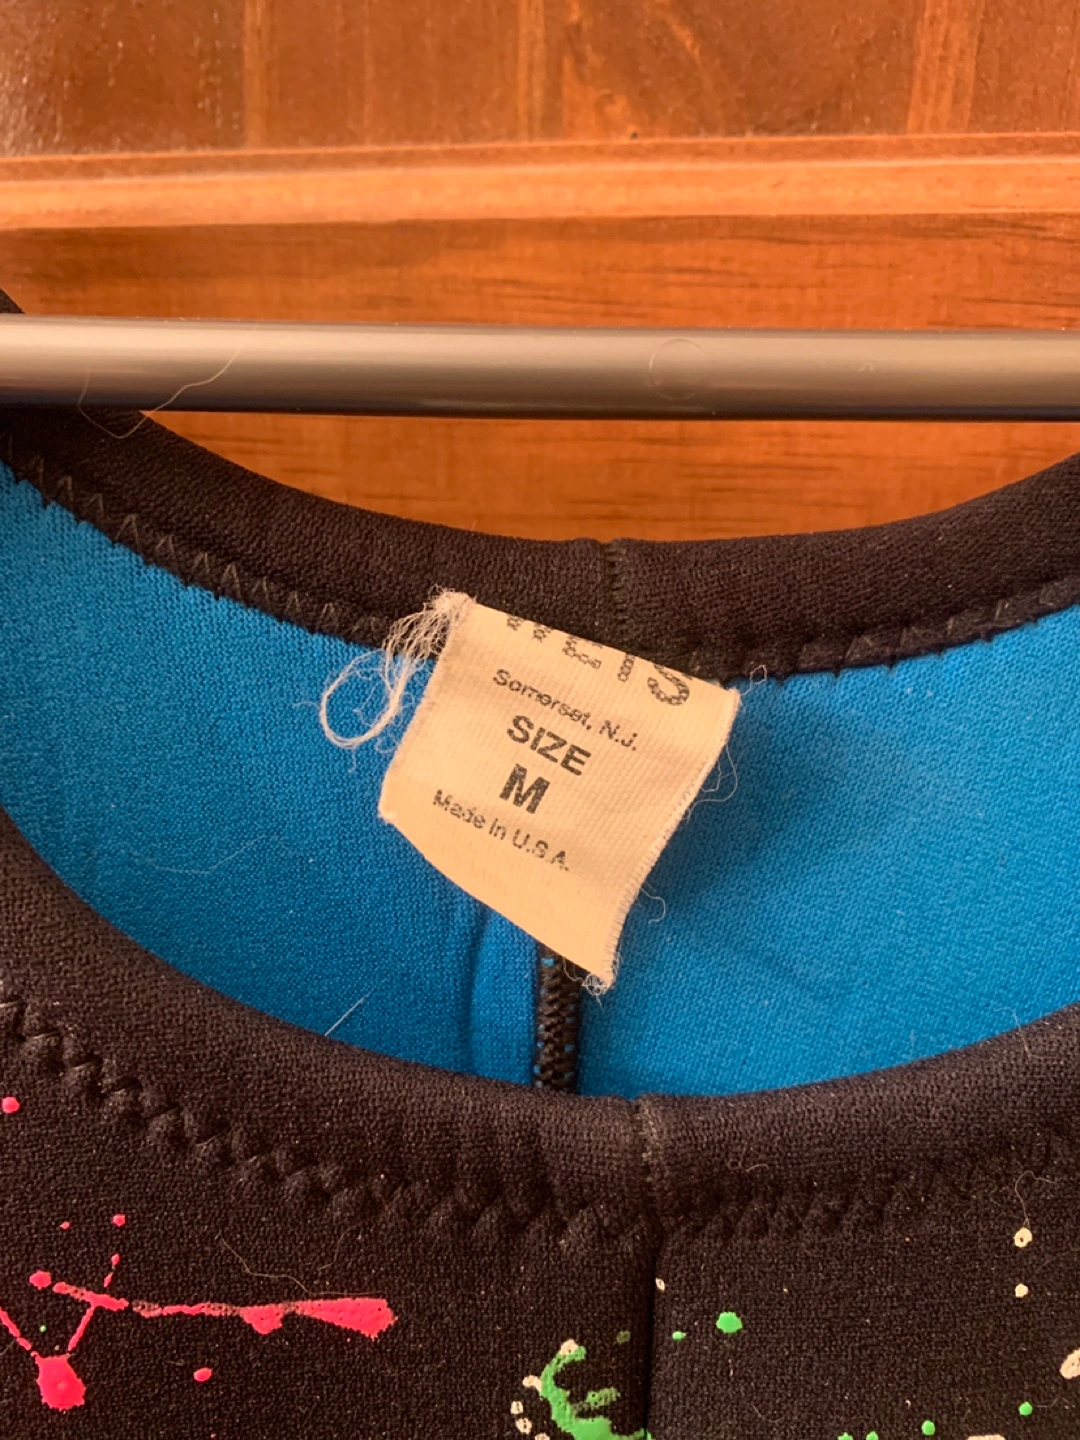 Somerset, N.J.
SIZE
M
Made in U.S.A.